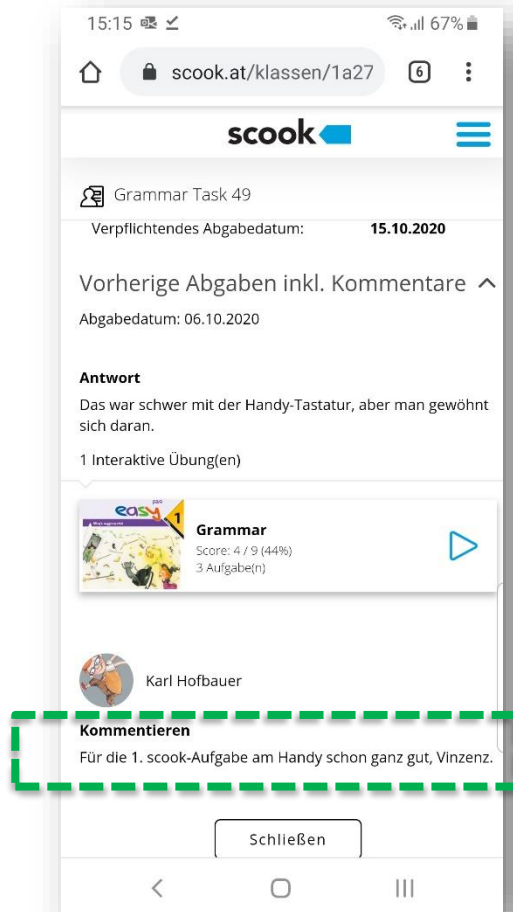 15:15 67%
scook.at/klassen/1a27 6
scook
Grammar Task 49
Verpflichtendes Abgabedatum: 15.10.2020
Vorherige Abgaben inkl. Kommentare
Abgabedatum: 06.10.2020
Antwort
Das war schwer mit der Handy-Tastatur, aber man gewöhnt
sich daran.
1 Interaktive Übung(en)
easy 1
Grammar
Score: 4 / 9 (44%)
3 Aufgabe(n)
Karl Hofbauer
Kommentieren
Für die 1. scook-Aufgabe am Handy schon ganz gut, Vinzenz.
Schließen